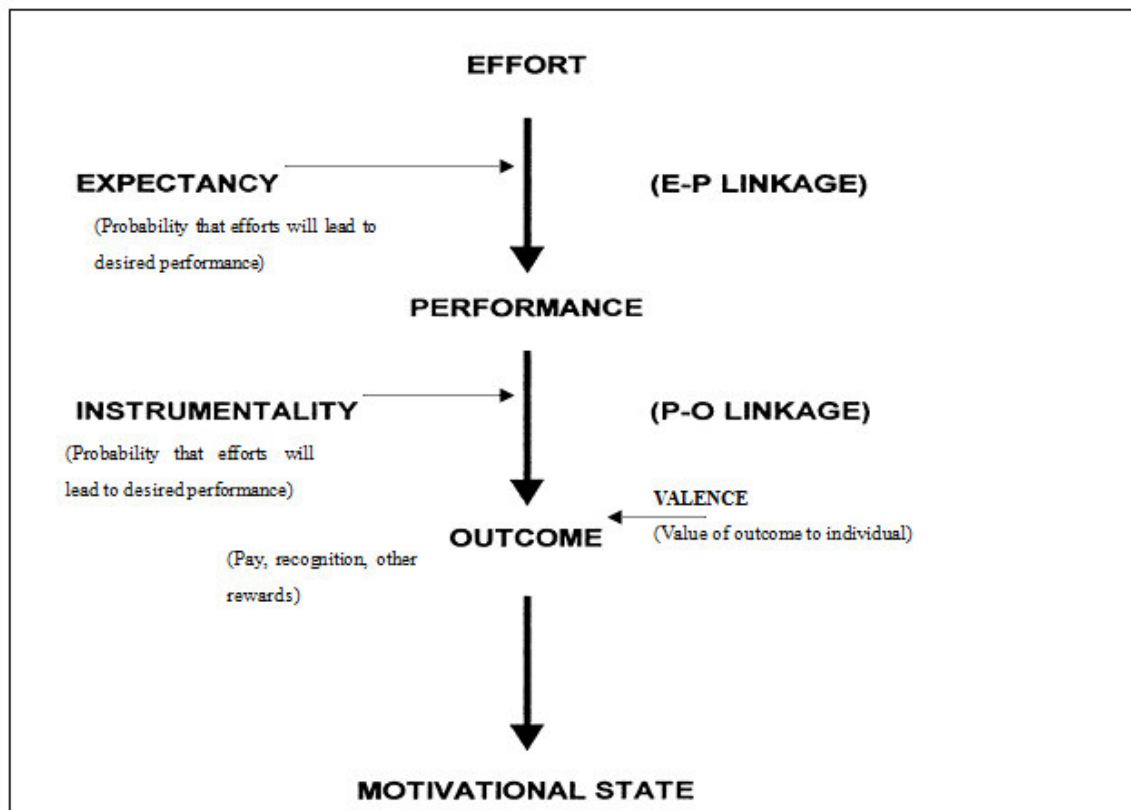 EFFORT
EXPECTANCY
(E-P LINKAGE)
(Probability that efforts will lead to
desired performance)
PERFORMANCE
INSTRUMENTALITY
(P-O LINKAGE)
(Probability that efforts will
lead to desired performance)
VALENCE
(Value of outcome to individual)
OUTCOME
(Pay, recognition, other
rewards)
MOTIVATIONAL STATE